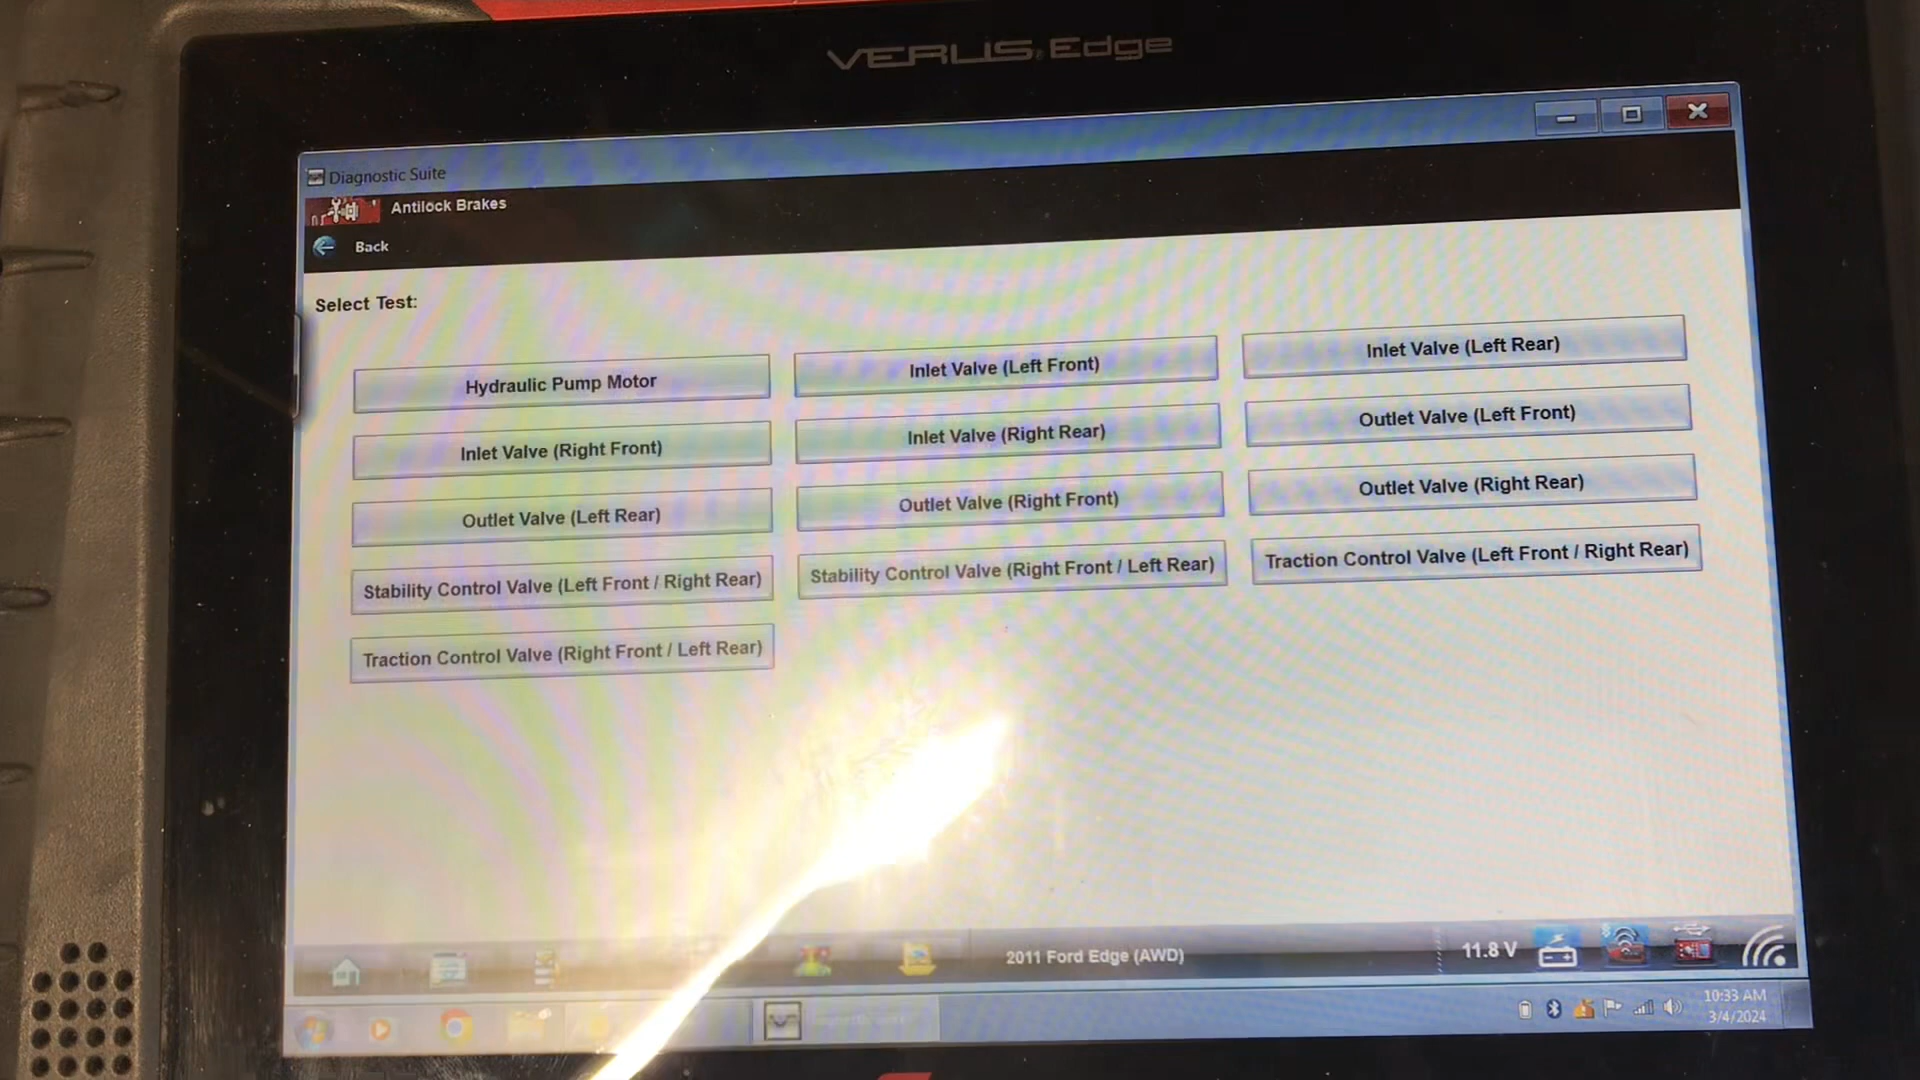 VERUS Edge
Diagnostic Suite
Antilock Brakes
Back
Select Test:
Hydraulic Pump Motor
Inlet Valve (Left Front)
Inlet Valve (Left Rear)
Inlet Valve (Right Front)
Inlet Valve (Right Rear)
Outlet Valve (Left Front)
Outlet Valve (Left Rear)
Outlet Valve (Right Front)
Outlet Valve (Right Rear)
Stability Control Valve (Left Front / Right Rear)
Stability Control Valve (Right Front / Left Rear)
Traction Control Valve (Left Front / Right Rear)
Traction Control Valve (Right Front / Left Rear)
2011 Ford Edge (AWD)
11.8 V
10:33 AM
3/4/2024